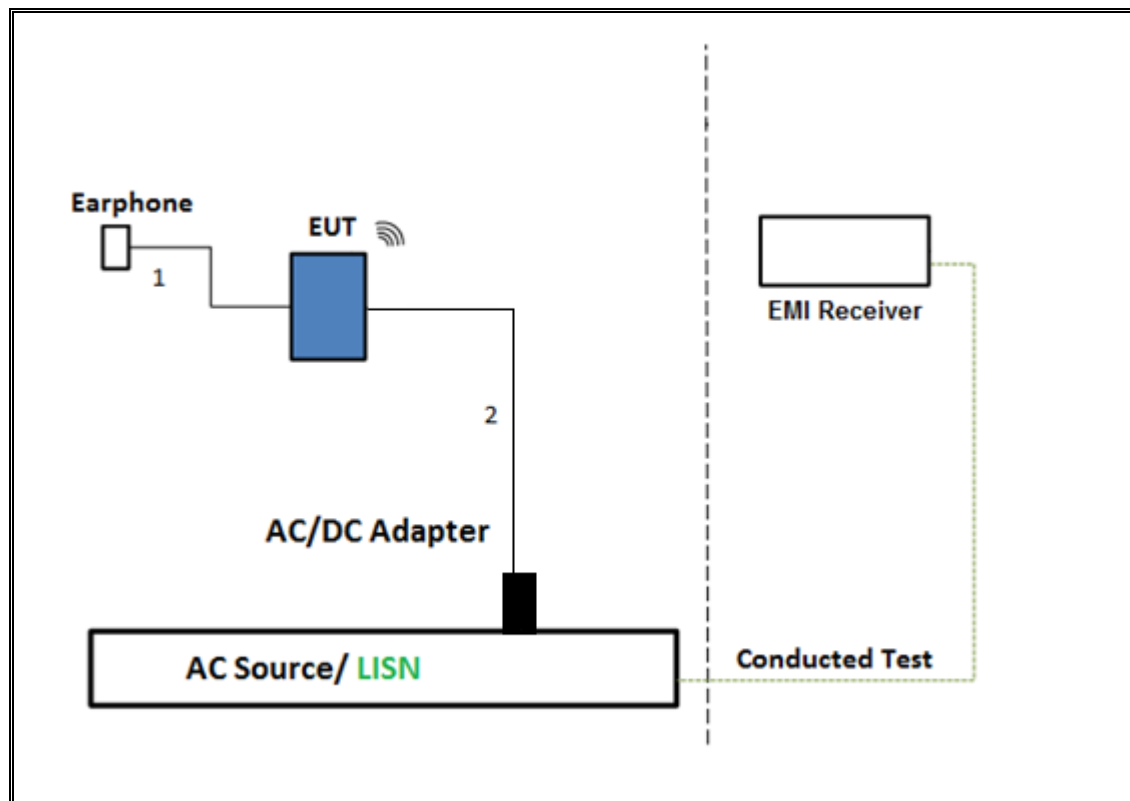 Earphone
EUT
1
EMI Receiver
2
AC/DC Adapter
AC Source/ LISN
Conducted Test